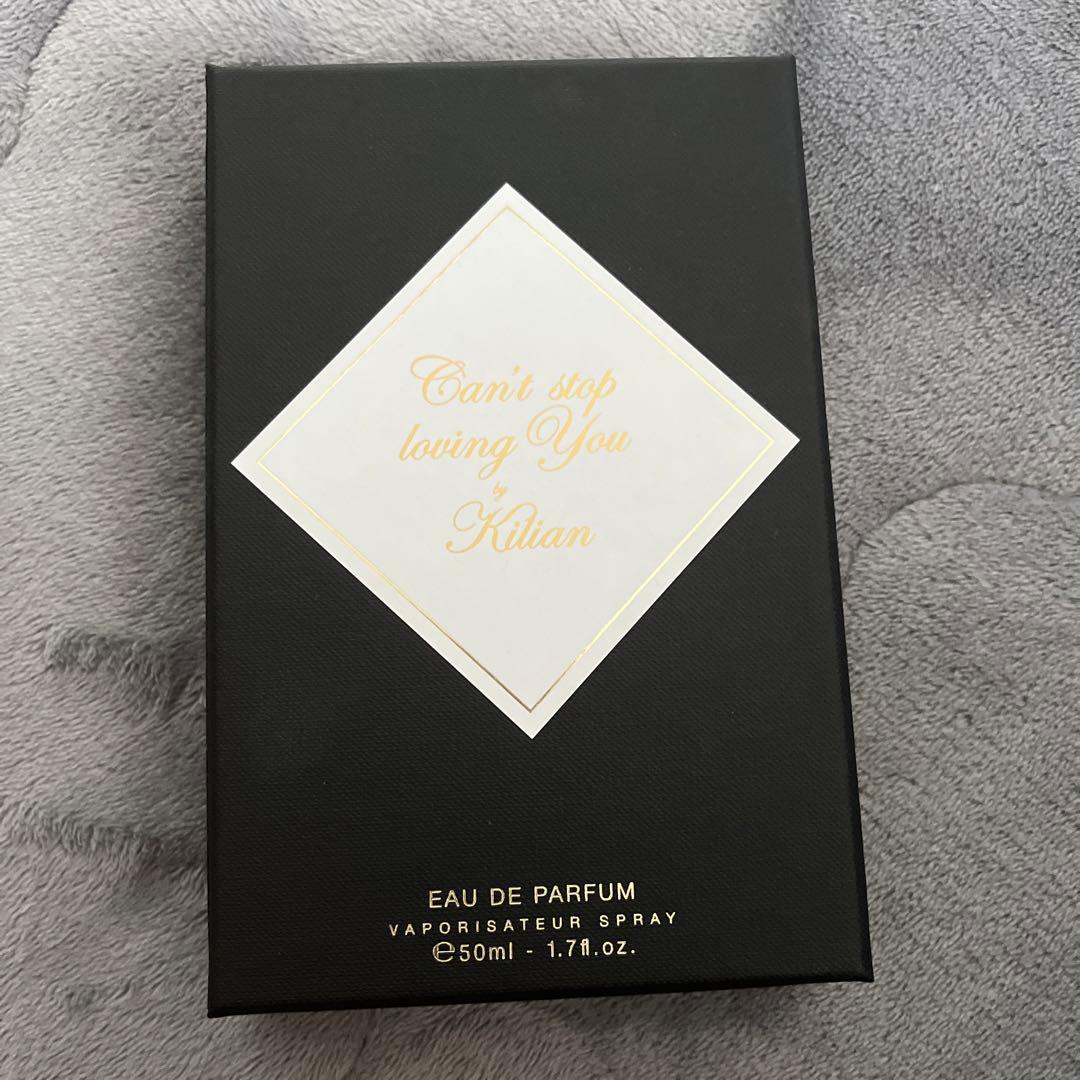 Can't stop
loving You
by
Kilian
EAU DE PARFUM
VAPORISATEUR SPRAY
℮50ml - 1.7fl.oz.